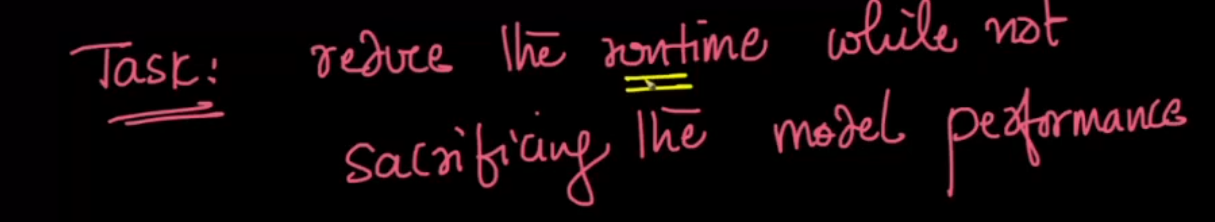 Task: reduce the runtime while not
sacrificing the model performance